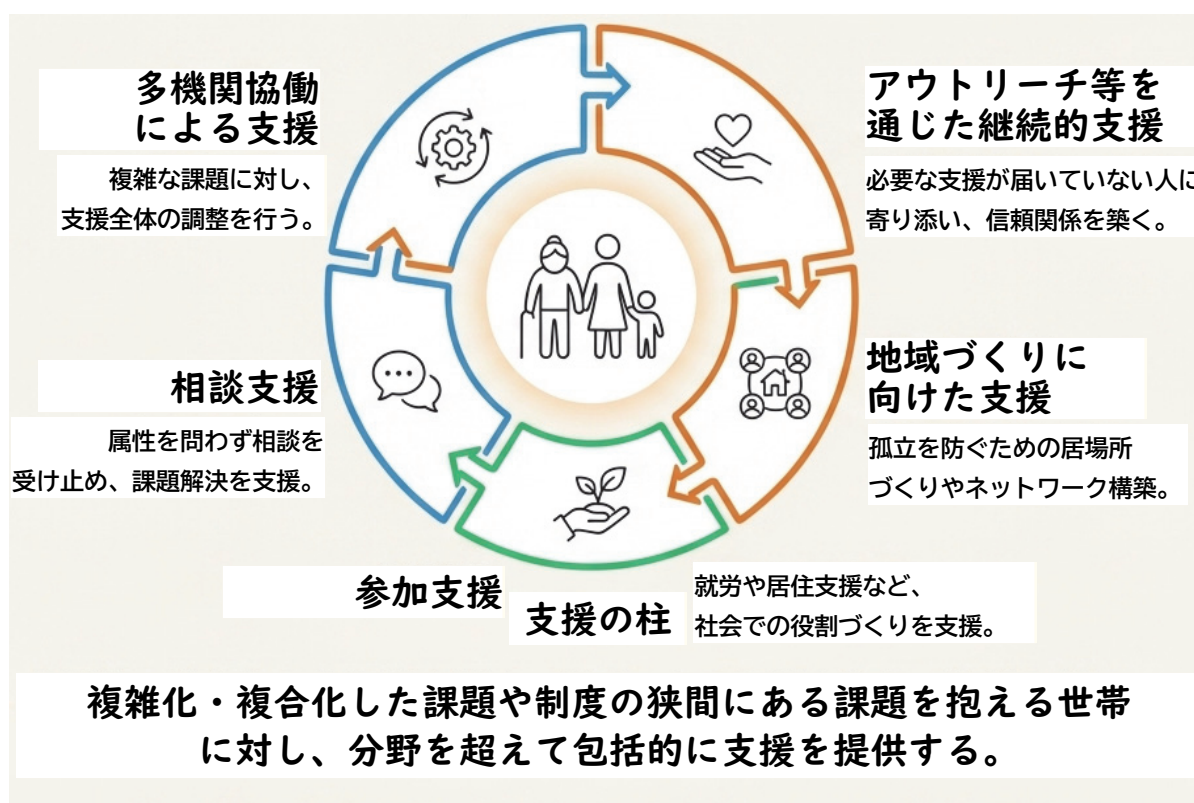 多機関協働
による支援
複雑な課題に対し、
支援全体の調整を行う。
アウトリーチ等を
通じた継続的支援
必要な支援が届いていない人に
寄り添い、信頼関係を築く。
相談支援
属性を問わず相談を
受け止め、課題解決を支援。
地域づくりに
向けた支援
孤立を防ぐための居場所
づくりやネットワーク構築。
参加支援
支援の柱
就労や居住支援など、
社会での役割づくりを支援。
複雑化・複合化した課題や制度の狭間にある課題を抱える世帯
に対し、分野を超えて包括的に支援を提供する。